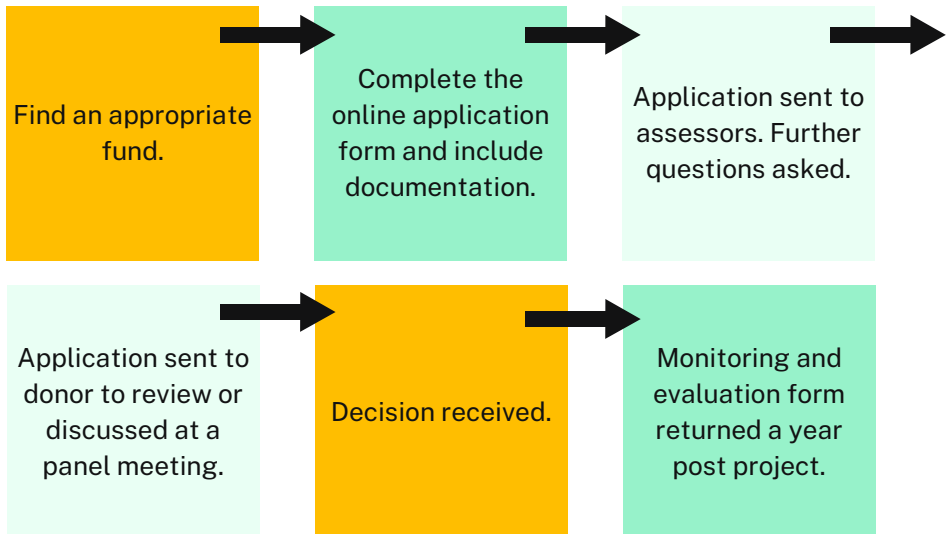 Find an appropriate
fund.
Complete the
online application
form and include
documentation.
Application sent to
assessors. Further
questions asked.
Application sent to
donor to review or
discussed at a
panel meeting.
Decision received.
Monitoring and
evaluation form
returned a year
post project.